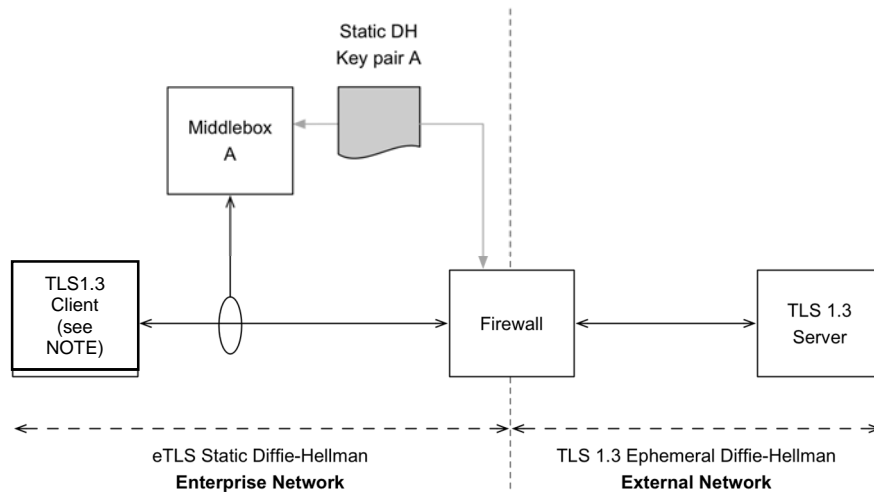 Static DH
Key pair A
Middlebox
A
TLS1.3
Client
(see
NOTE)
Firewall
TLS 1.3
Server
eTLS Static Diffie-Hellman
Enterprise Network
TLS 1.3 Ephemeral Diffie-Hellman
External Network